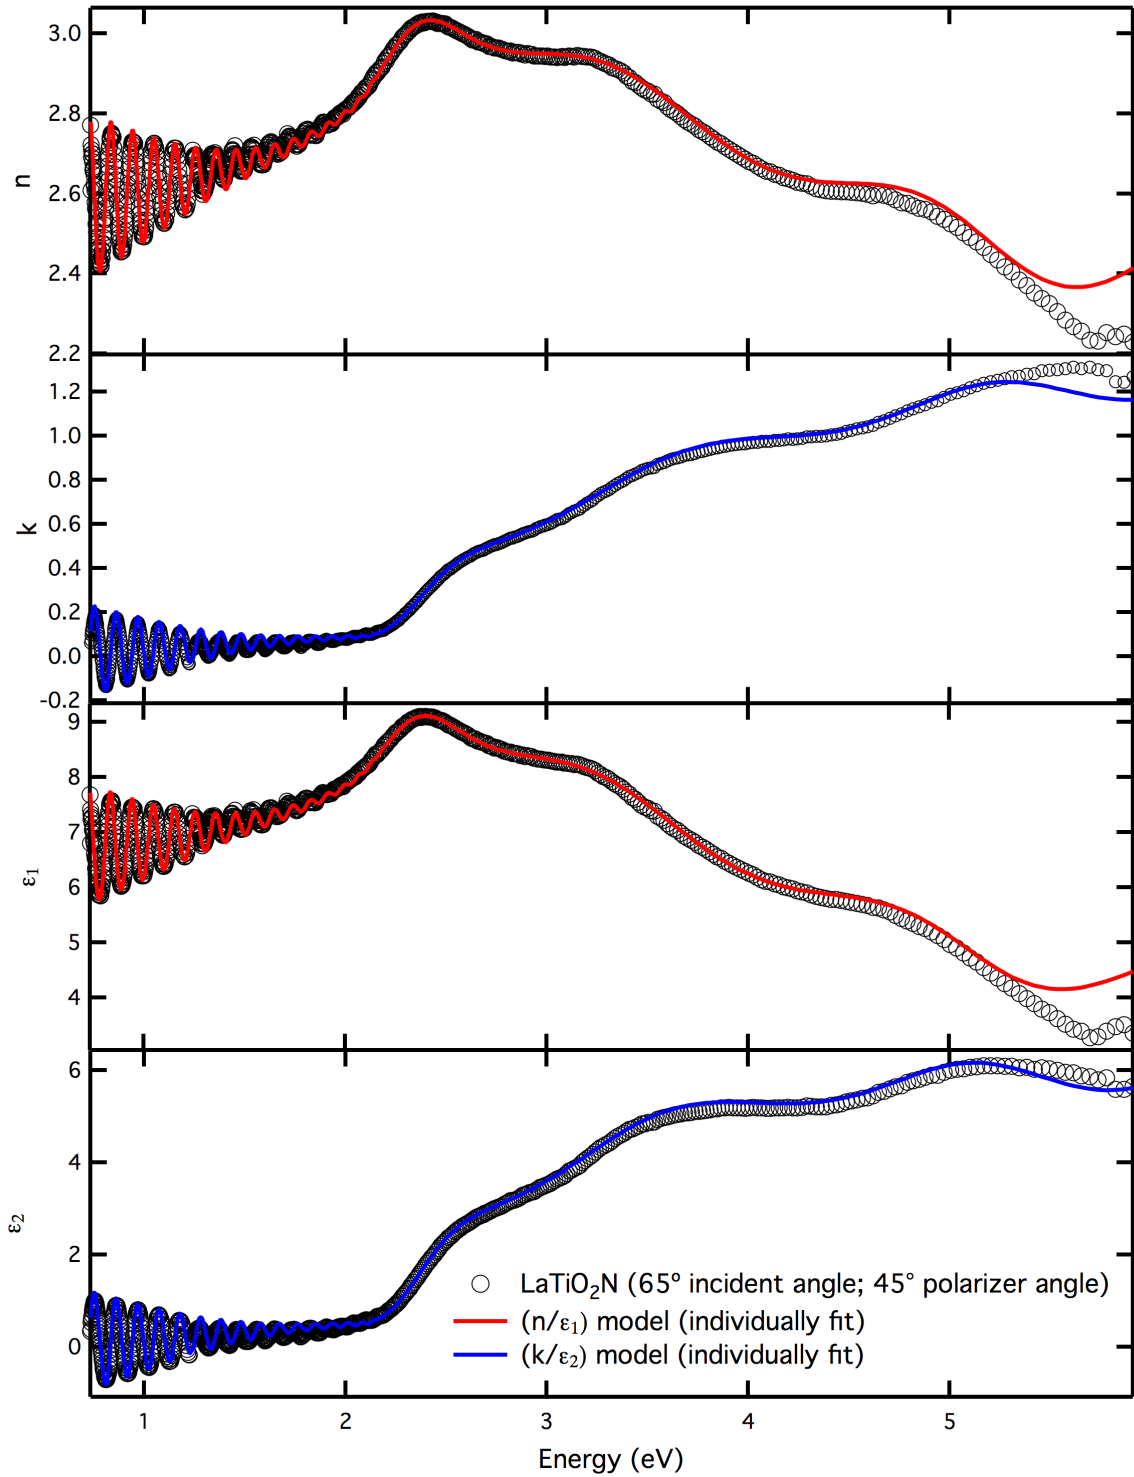 3.0
2.8
2.6
2.4
2.2
n
1.2
1.0
0.8
0.6
0.4
0.2
0.0
-0.2
k
9
8
7
6
5
4
ε₁
6
4
2
0
ε₂
LaTiO₂N (65º incident angle; 45° polarizer angle)
(n/ε₁) model (individually fit)
(k/ε₂) model (individually fit)
1 2 3 4 5
Energy (eV)